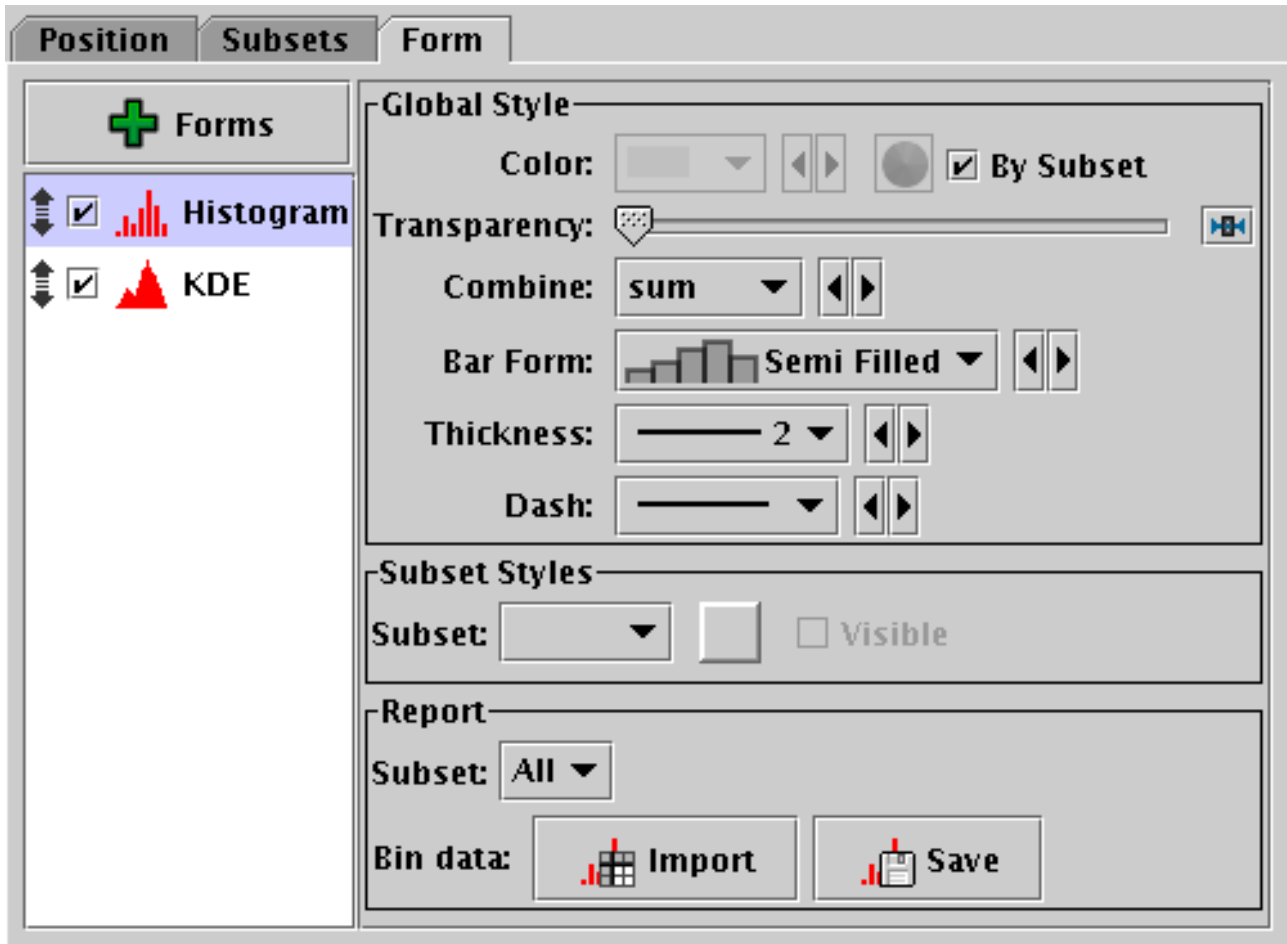 Position Subsets Form
Forms
Histogram
KDE
Global Style
Color: By Subset
Transparency:
Combine: sum
Bar Form: Semi Filled
Thickness: 2
Dash:
Subset Styles
Subset: Visible
Report
Subset: All
Bin data: Import Save